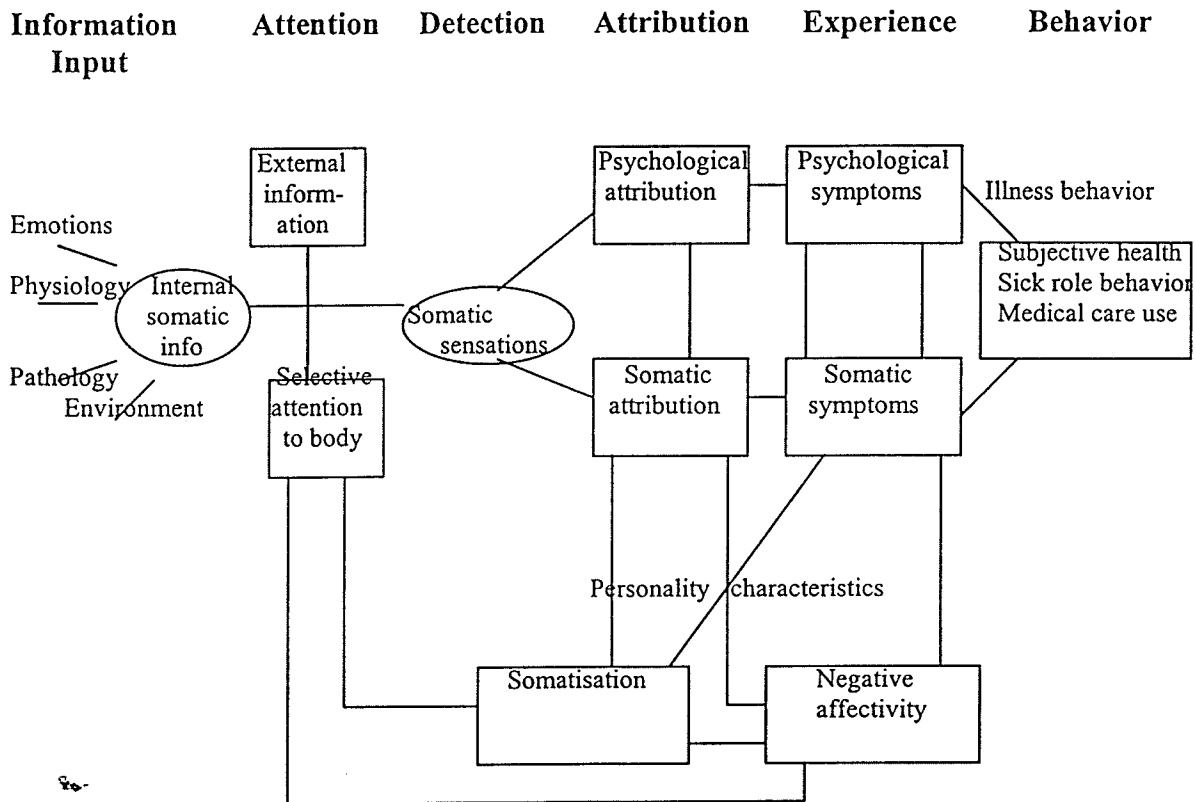 Information Input
Attention
Detection
Attribution
Experience
Behavior
External
inform-
ation
Psychological
attribution
Psychological
symptoms
Illness behavior
Emotions
Physiology
Internal
somatic
info
Pathology
Environment
Somatic
sensations
Subjective health
Sick role behavior
Medical care use
Selective
attention
to body
Somatic
attribution
Somatic
symptoms
Personality characteristics
Somatisation
Negative
affectivity